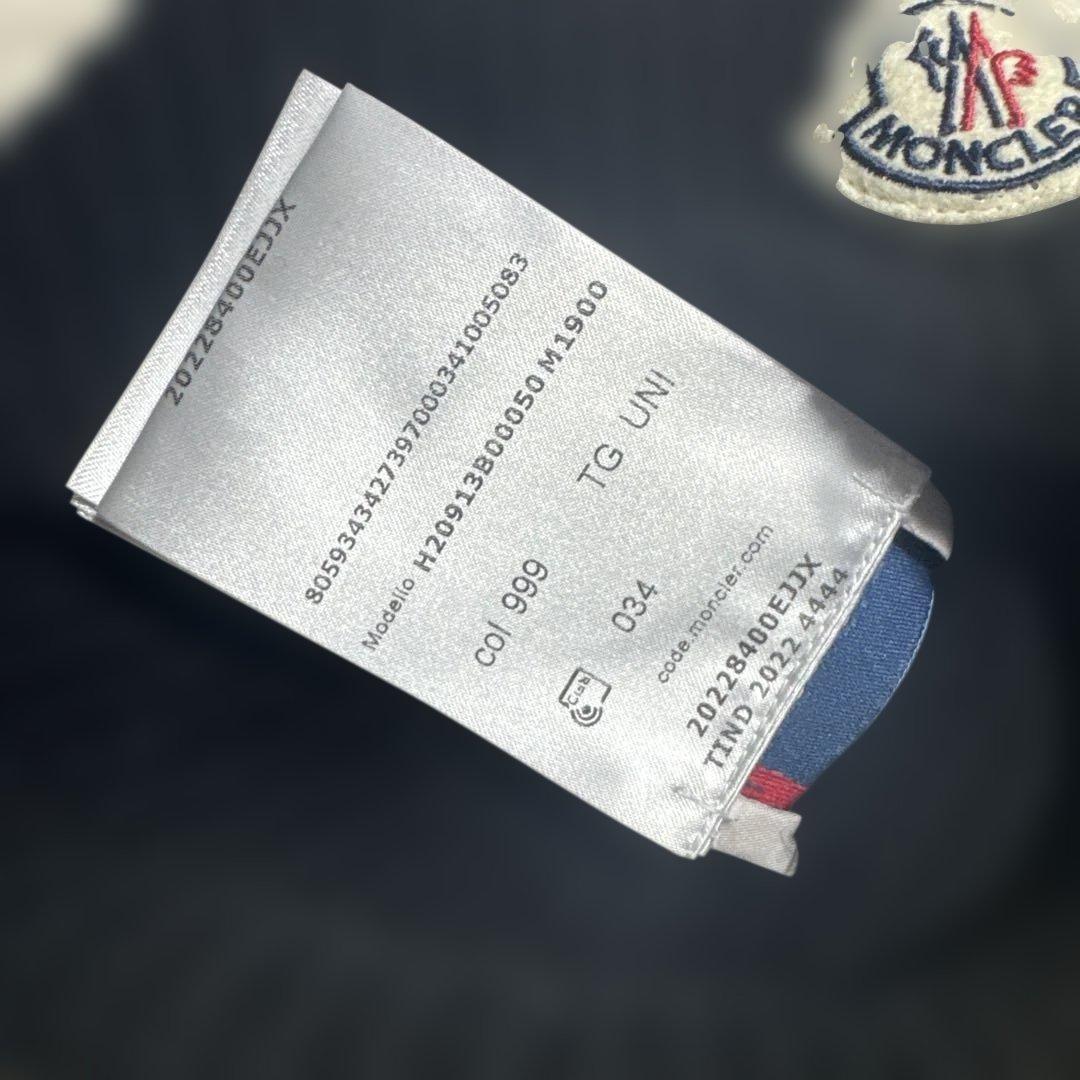 MONCLER
20228400EJJX
8059343427397000341005083
Modello H20913B00050 M1900
Col 999 TG UNI
034
code.moncler.com
20228400EJJX
TIND 2022 4444